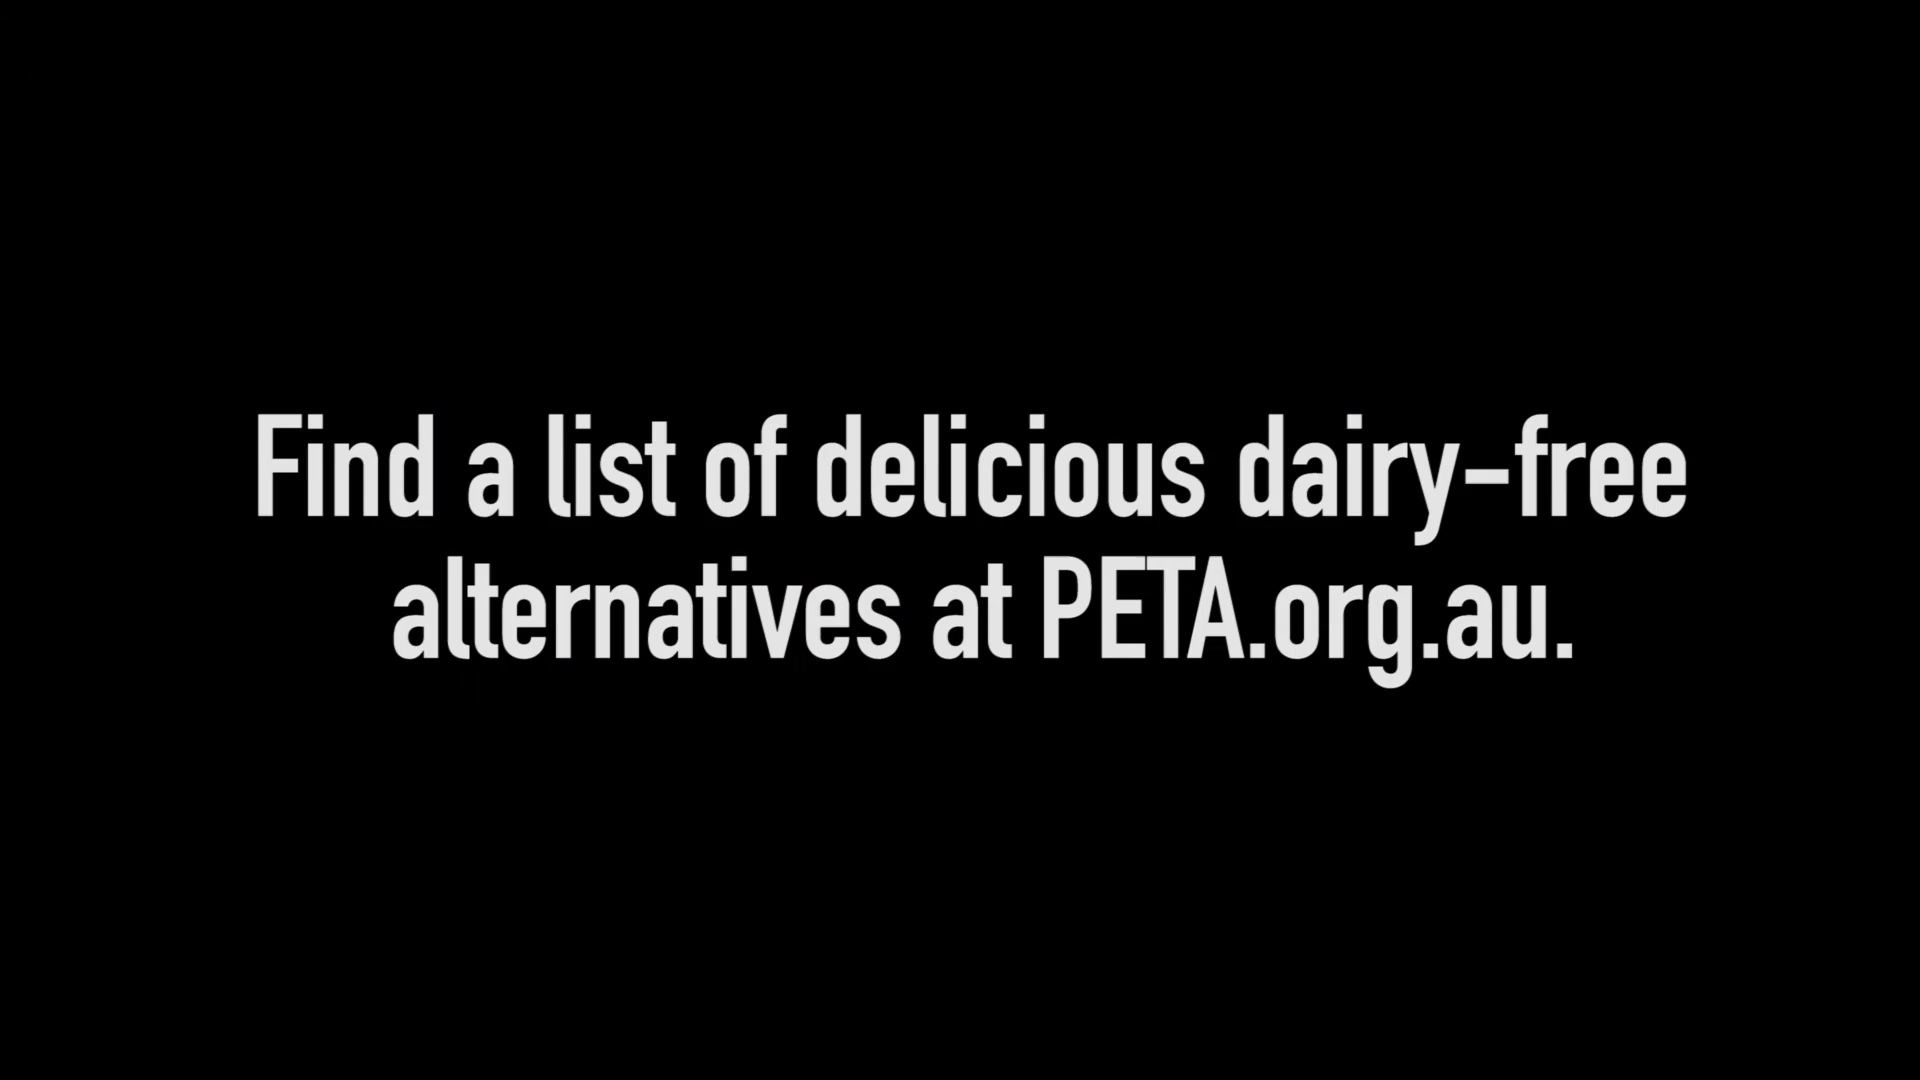 Find a list of delicious dairy-free
alternatives at PETA.org.au.